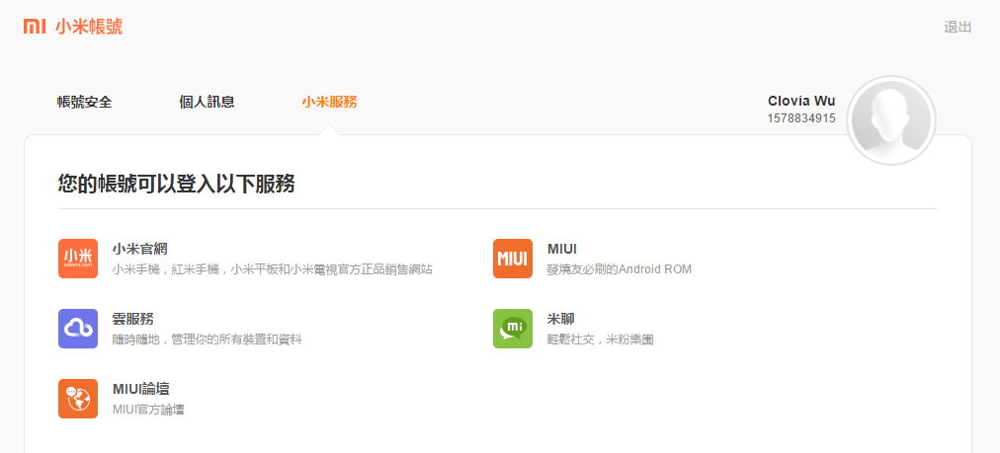 mi 小米帳號
退出
帳號安全 個人訊息 小米服務
Clovia Wu
1578834915
您的帳號可以登入以下服務
小米
xiaomi.com
小米官網
小米手機，紅米手機，小米平板和小米電視官方正品銷售網站
MIUI
MIUI
發燒友必刷的Android ROM
雲服務
隨時隨地，管理你的所有裝置和資料
mi
米聊
輕鬆社交，米粉樂園
MIUI論壇
MIUI官方論壇